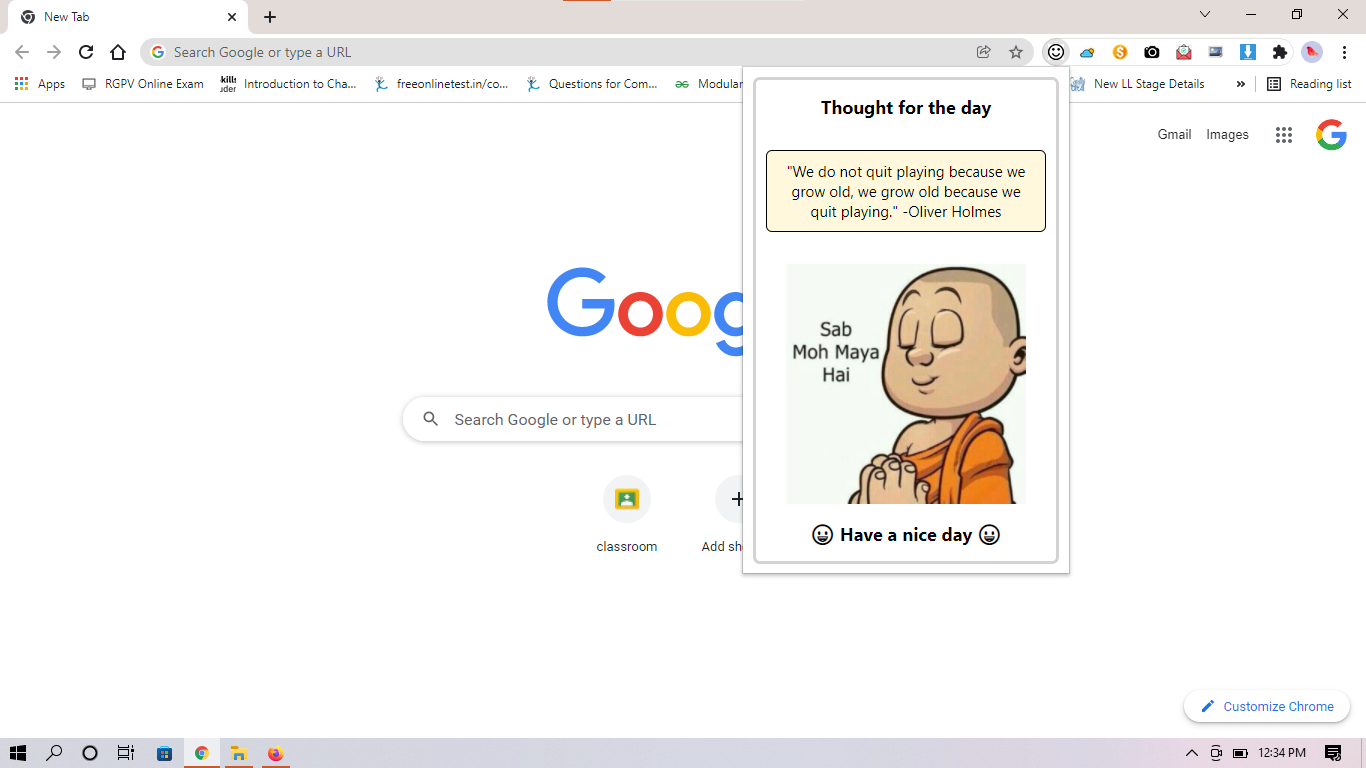 New Tab
Search Google or type a URL
Apps
RGPV Online Exam
Introduction to Cha...
freeonlinetest.in/co...
Questions for Com...
Modular
New LL Stage Details
»
Reading list
Thought for the day
Gmail
Images
"We do not quit playing because we
grow old, we grow old because we
quit playing." -Oliver Holmes
Goog
Sab
Moh Maya
Hai
Search Google or type a URL
classroom
Add
Have a nice day
Customize Chrome
12:34 PM